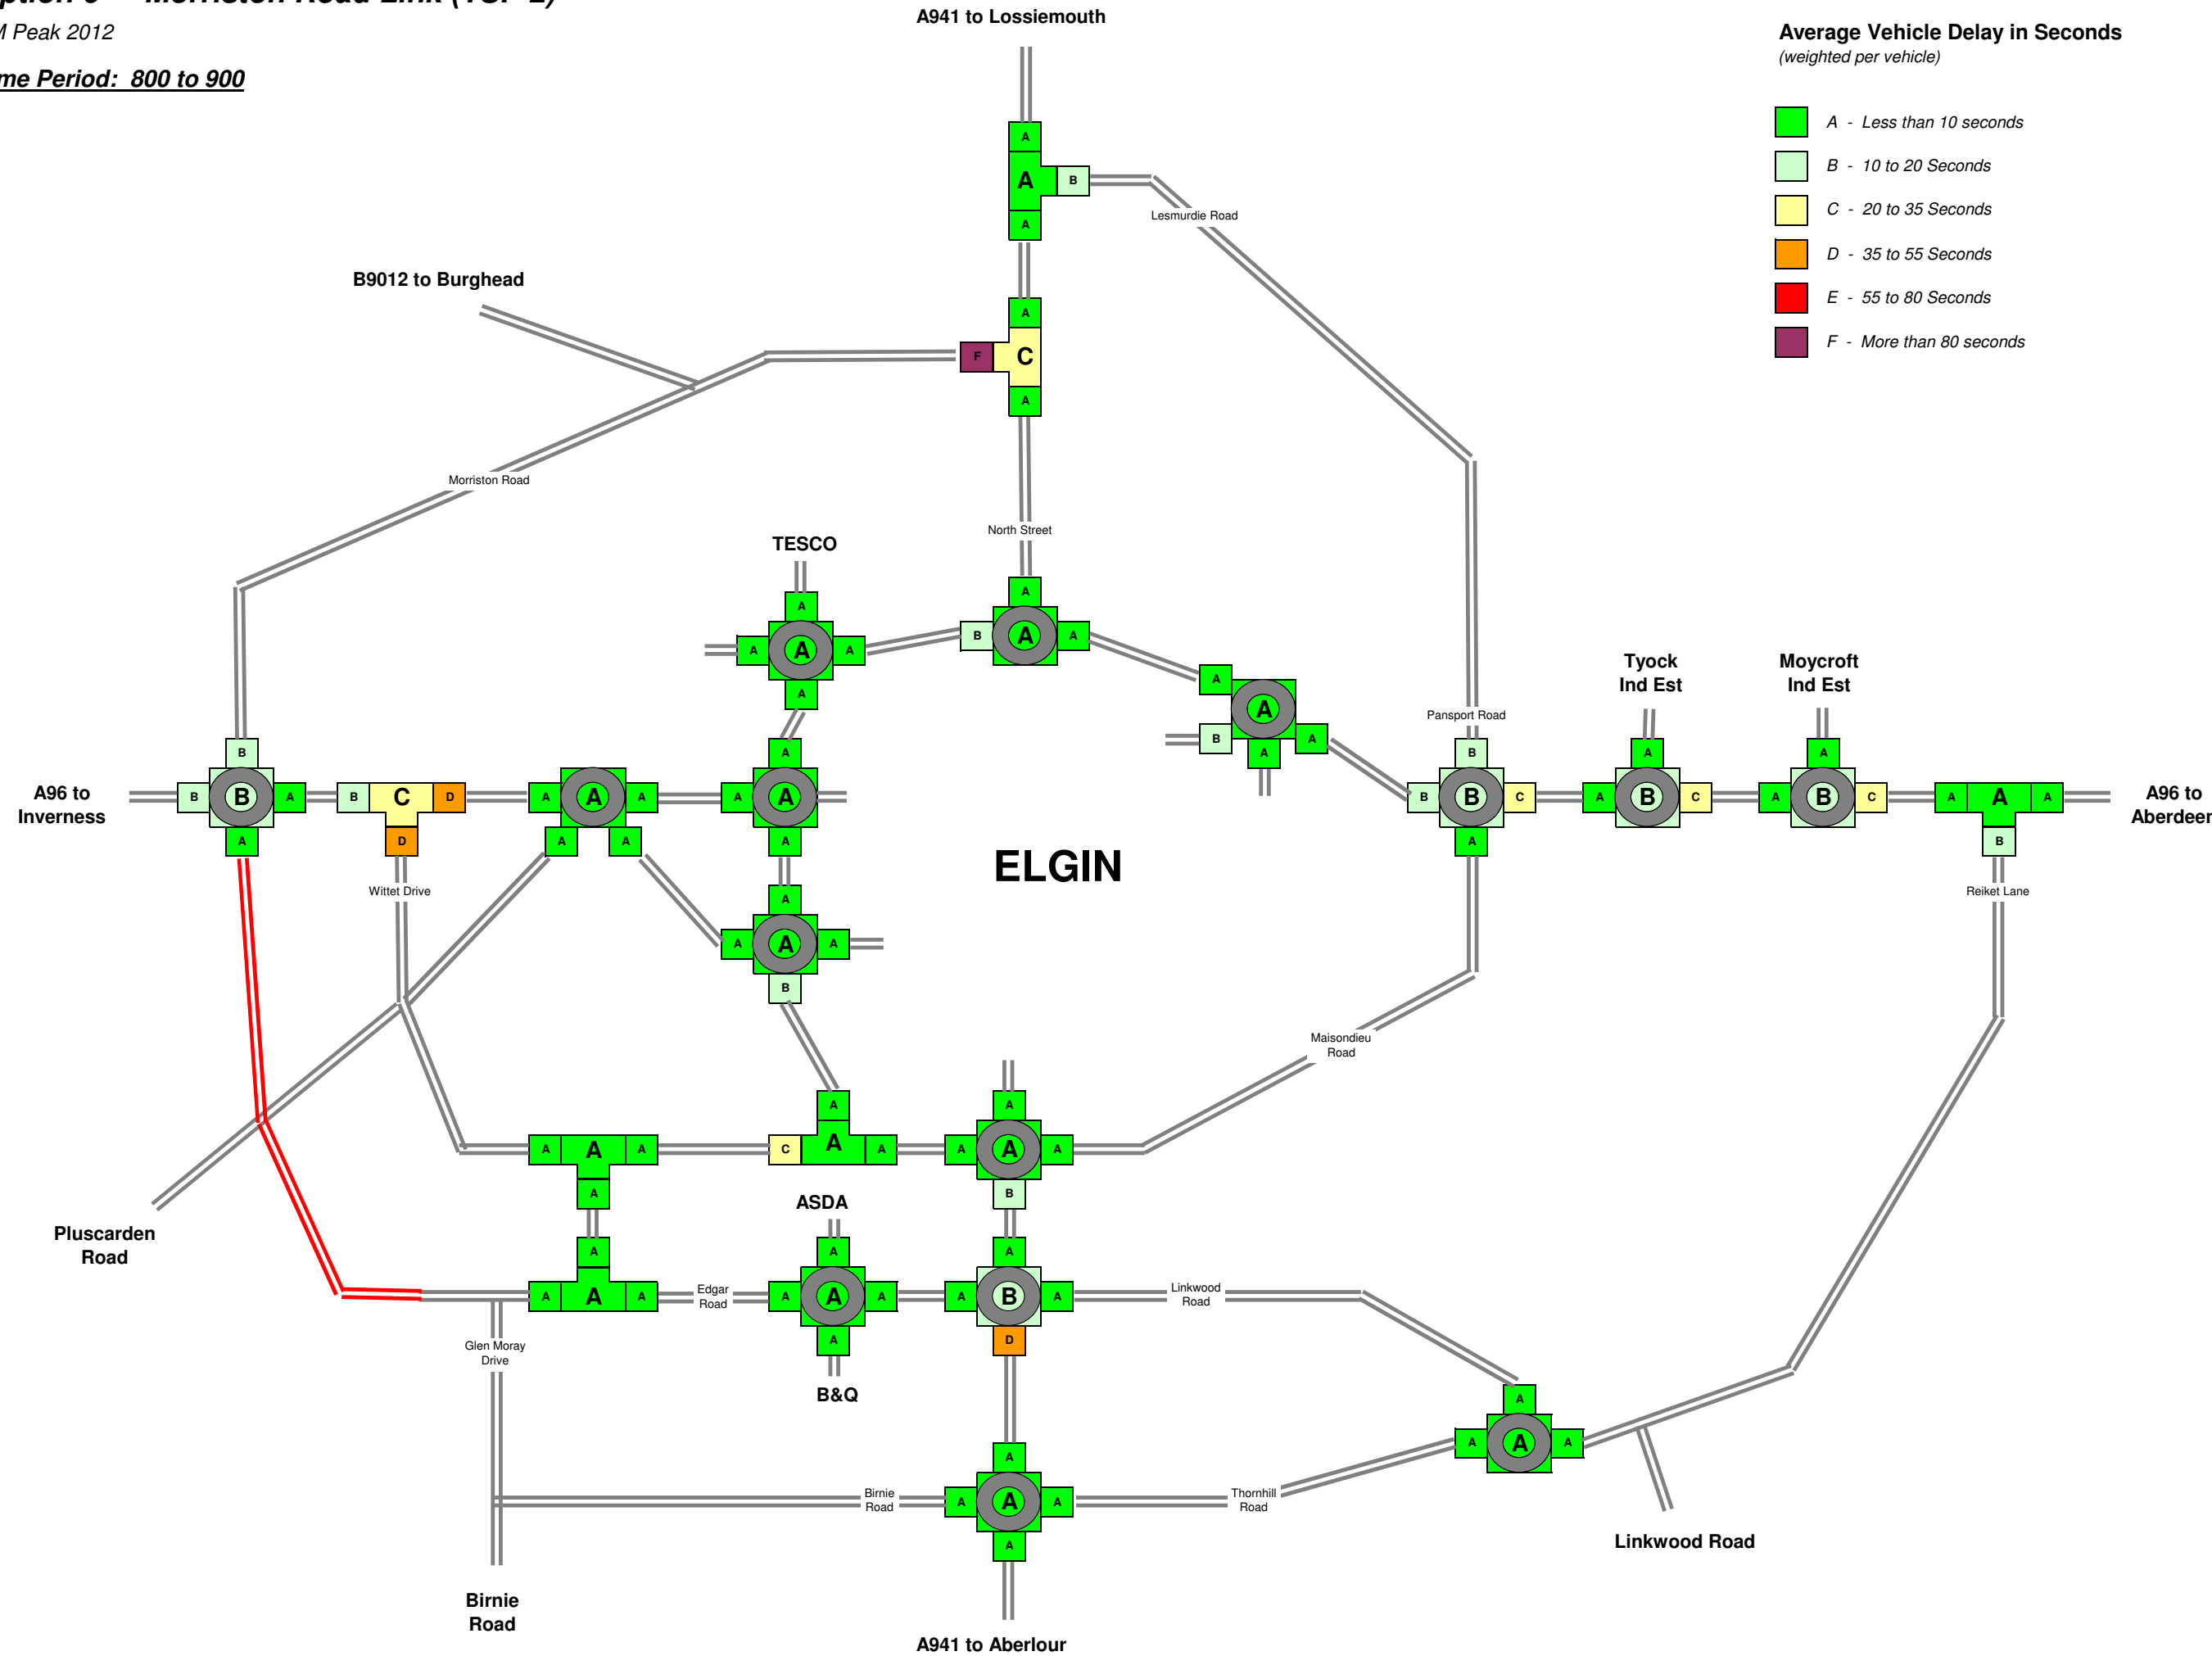 A941 to Lossiemouth
Peak 2012
Time Period: 800 to 900
Average Vehicle Delay in Seconds
(weighted per vehicle)
A - Less than 10 seconds
B - 10 to 20 Seconds
C - 20 to 35 Seconds
D - 35 to 55 Seconds
E - 55 to 80 Seconds
F - More than 80 seconds
A
A B
A
Lesmurdie Road
B9012 to Burghead
A
F C
A
Morriston Road
North Street
TESCO
A
A A A
A
A
B A A
A
A
B A
A
Tyock
Ind Est
Moycroft
Ind Est
Pansport Road
A96 to
Inverness
B
B B A
A
B C D
D
A A A
A A
A
A A
A
B
B B C
A
A
A B C
A
A B C
A A A
B
A96 to
Aberdeen
ELGIN
Wittet Drive
Reiket Lane
A
A A A
B
Maisondieu
Road
A A A
A
A
C A A
A
A A A
B
Pluscarden
Road
ASDA
A
A A A
Edgar
Road
A
A A A
A
A
A B A
D
Linkwood
Road
Glen Moray
Drive
B&Q
A
A A A
Birnie
Road
A
A A A
A
Thornhill
Road
Linkwood Road
Birnie
Road
A941 to Aberlour